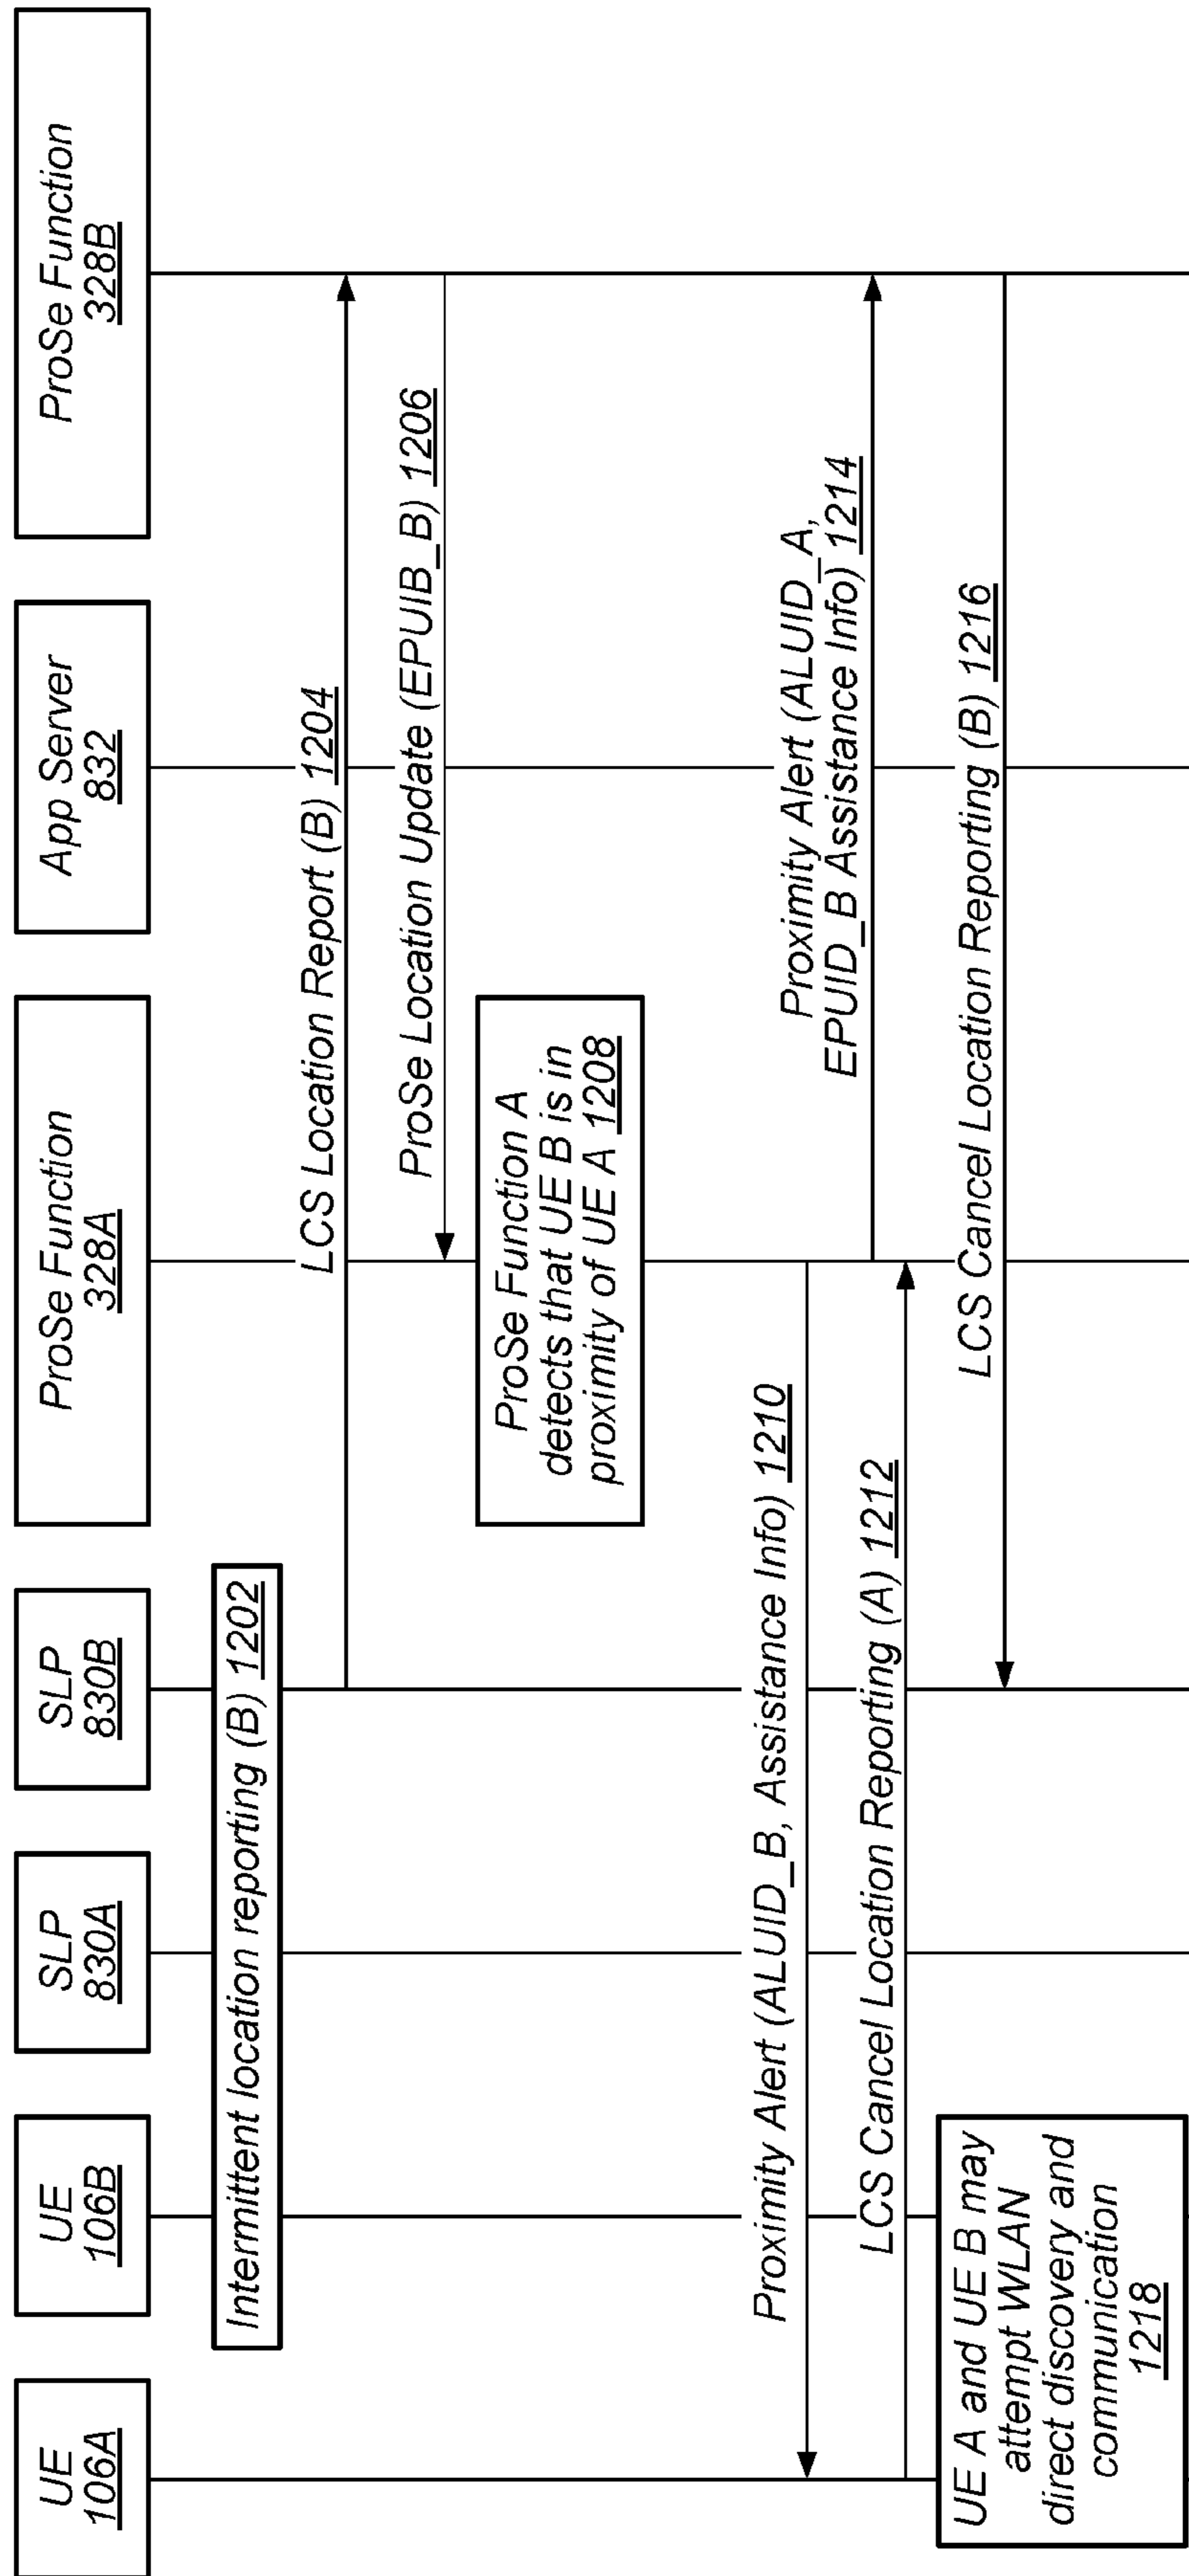 UE
106A
UE
106B
SLP
830A
SLP
830B
ProSe Function
328A
App Server
832
ProSe Function
328B
Intermittent location reporting (B) 1202
LCS Location Report (B) 1204
ProSe Location Update (EPUIB_B) 1206
ProSe Function A
detects that UE B is in
proximity of UE A 1208
Proximity Alert (ALUID_B, Assistance Info) 1210
Proximity Alert (ALUID_A,
EPUID_B Assistance Info) 1214
LCS Cancel Location Reporting (A) 1212
LCS Cancel Location Reporting (B) 1216
UE A and UE B may
attempt WLAN
direct discovery and
communication
1218